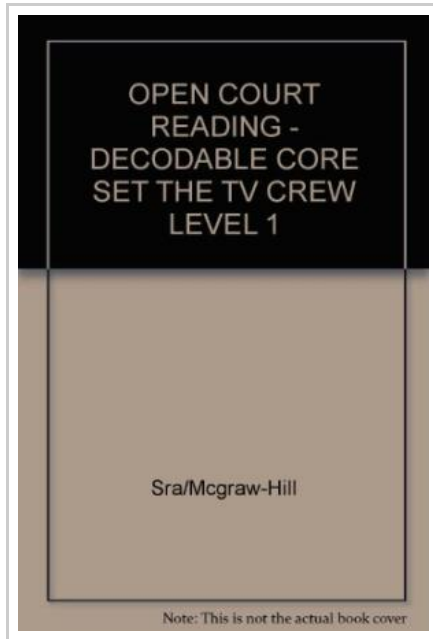 OPEN COURT
READING -
DECODABLE CORE
SET THE TV CREW
LEVEL 1
Sra/Mcgraw-Hill
Note: This is not the actual book cover